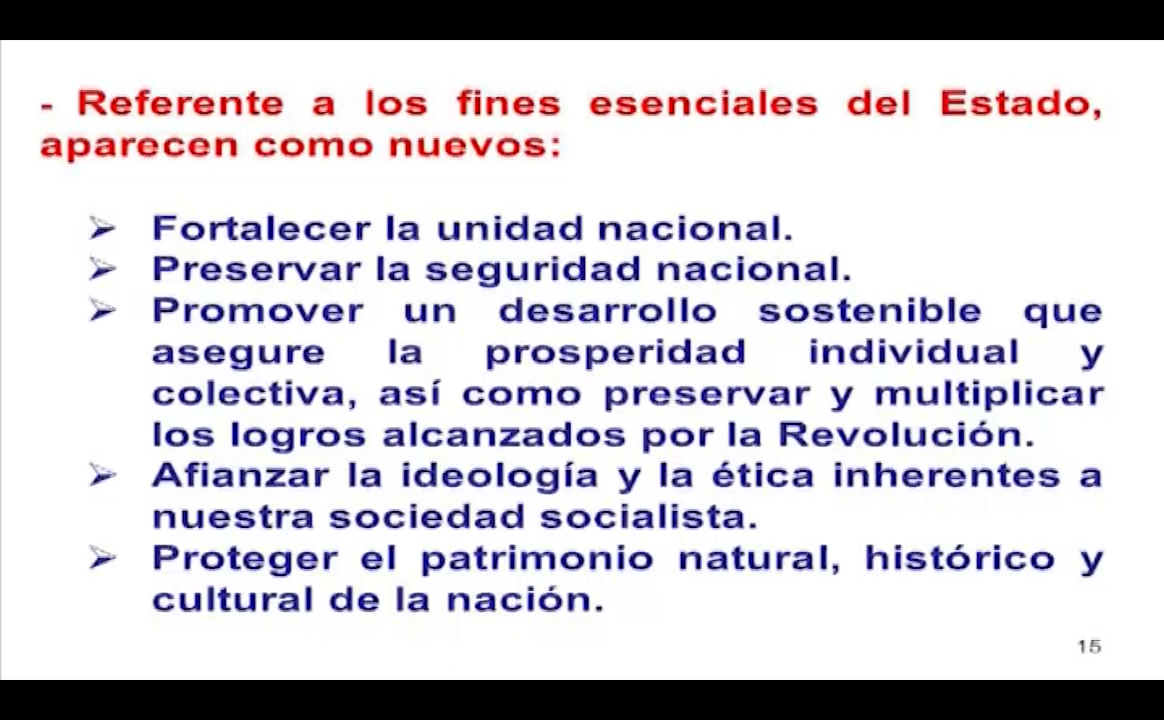 - Referente a los fines esenciales del Estado,
aparecen como nuevos:
➢ Fortalecer la unidad nacional.
➢ Preservar la seguridad nacional.
➢ Promover un desarrollo sostenible que
asegure la prosperidad individual y
colectiva, así como preservar y multiplicar
los logros alcanzados por la Revolución.
➢ Afianzar la ideología y la ética inherentes a
nuestra sociedad socialista.
➢ Proteger el patrimonio natural, histórico y
cultural de la nación.
15